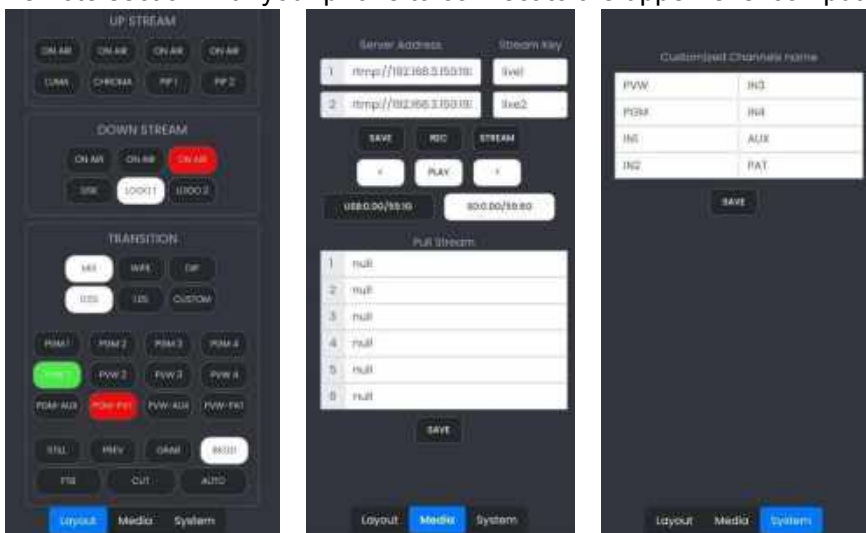 UP STREAM
ON AIR ON AIR ON AIR ON AIR
LUMA CHROMA PIP 1 PIP 2
DOWN STREAM
ON AIR ON AIR ON AIR
LOGO 1 LOGO 2
TRANSITION
MIX WIPE DIP
CUSTOM
PGM 1 PGM 2 PGM 3 PGM 4
PVW 2 PVW 3 PVW 4
PGM-AUX PGM-PAT PVW-AUX PVW-PAT
STILL PREV
FTB CUT AUTO
Layout Media System
Server Address Stream Key
1 live1
2 live2
SAVE REC STREAM
< PLAY >
Pull Stream
1 null
2 null
3 null
4 null
5 null
6 null
SAVE
Layout Media System
Customized Channels name
PVW IN3
PGM IN4
IN1 AUX
IN2 PAT
SAVE
Layout Media System